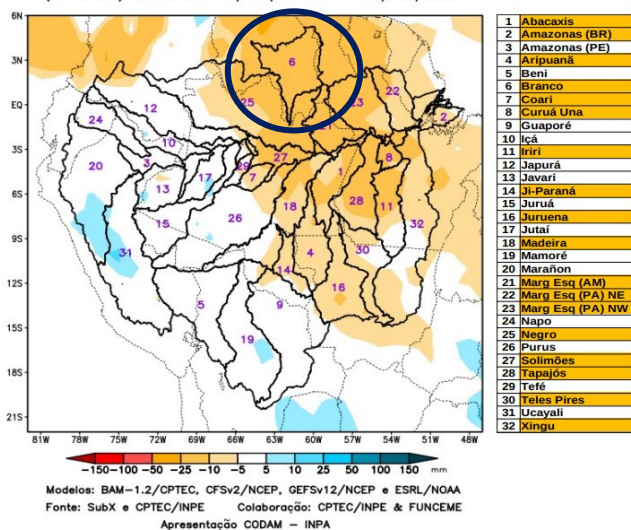 6N
3N
EQ
3S
6S
9S
12S
15S
18S
21S
81W 78W 75W 72W 69W 66W 63W 60W 57W 54W 51W 48W
6
22
12
25
23
2
24
21
10
27
8
3
20
29
7
1
17
13
28
11
18
15
26
32
31
4
30
14
16
5
9
19
-150 -100 -50 -25 -10 -5 5 10 25 50 100 150 mm
Modelos: BAM-1.2/CPTEC, CFSv2/NCEP, GEFSv12/NCEP e ESRL/NOAA
Fonte: SubX e CPTEC/INPE Colaboração: CPTEC/INPE & FUNCEME
Apresentação CODAM - INPA
1 Abacaxis
2 Amazonas (BR)
3 Amazonas (PE)
4 Aripuanã
5 Beni
6 Branco
7 Coari
8 Curuá Una
9 Guaporé
10 Içá
11 Iriri
12 Japurá
13 Javari
14 Ji-Paraná
15 Juruá
16 Juruena
17 Jutaí
18 Madeira
19 Mamoré
20 Marañon
21 Marg Esq (AM)
22 Marg Esq (PA) NE
23 Marg Esq (PA) NW
24 Napo
25 Negro
26 Purus
27 Solimões
28 Tapajós
29 Tefé
30 Teles Pires
31 Ucayali
32 Xingu